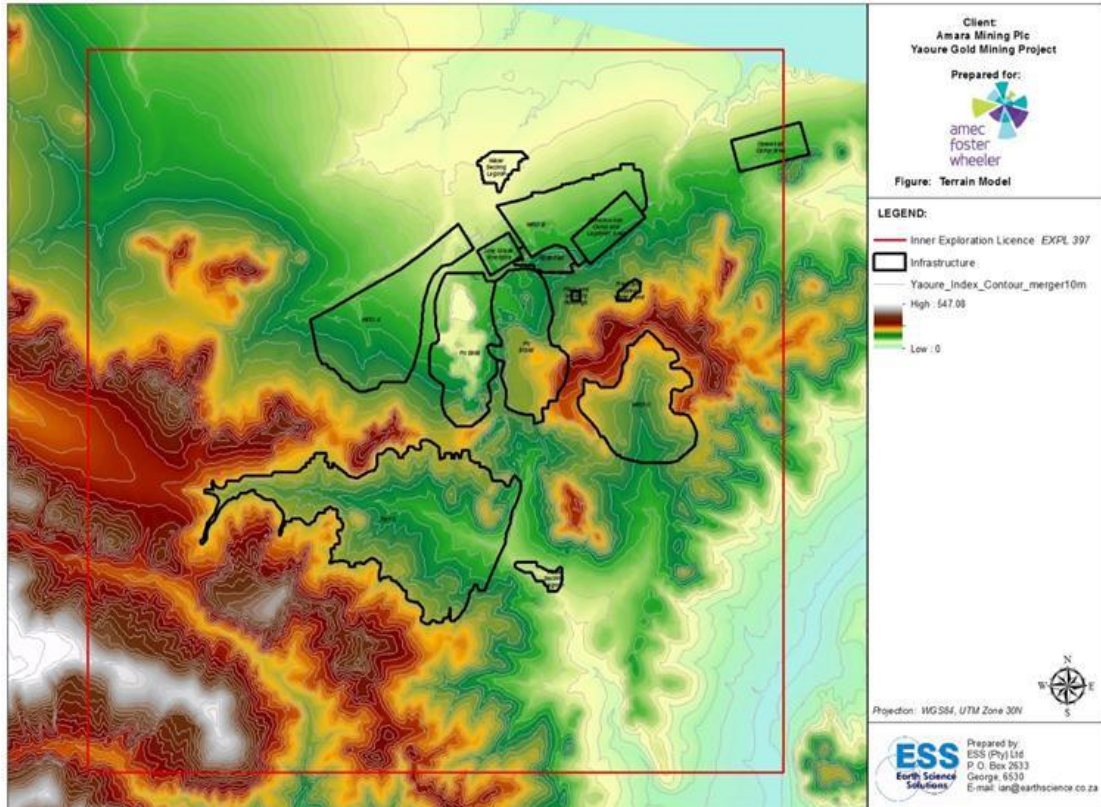 Client:
Amara Mining Plc
Yaoure Gold Mining Project
Prepared for:
amec
foster
wheeler
Figure: Terrain Model
LEGEND:
Inner Exploration Licence EXPL 397
Infrastructure
Yaoure_Index_Contour_merger10m
High : 547.08
Low : 0
N
W E
S
Projection: WGS84, UTM Zone 30N
ESS
Earth Science
Solutions
Prepared by:
ESS (Pty) Ltd
P. O. Box 2633
George, 6530
E-mail: ian@earthscience.co.za